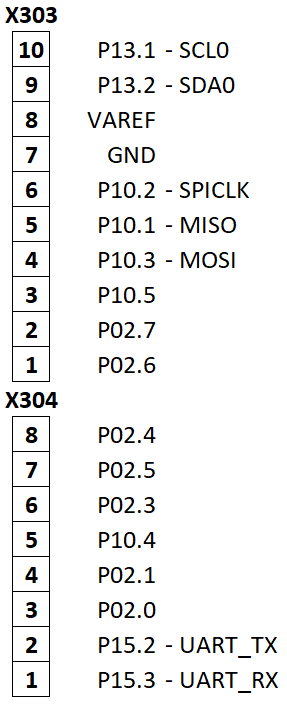 X303
10 P13.1 - SCL0
9 P13.2 - SDA0
8 VAREF
7 GND
6 P10.2 - SPICLK
5 P10.1 - MISO
4 P10.3 - MOSI
3 P10.5
2 P02.7
1 P02.6
X304
8 P02.4
7 P02.5
6 P02.3
5 P10.4
4 P02.1
3 P02.0
2 P15.2 - UART_TX
1 P15.3 - UART_RX